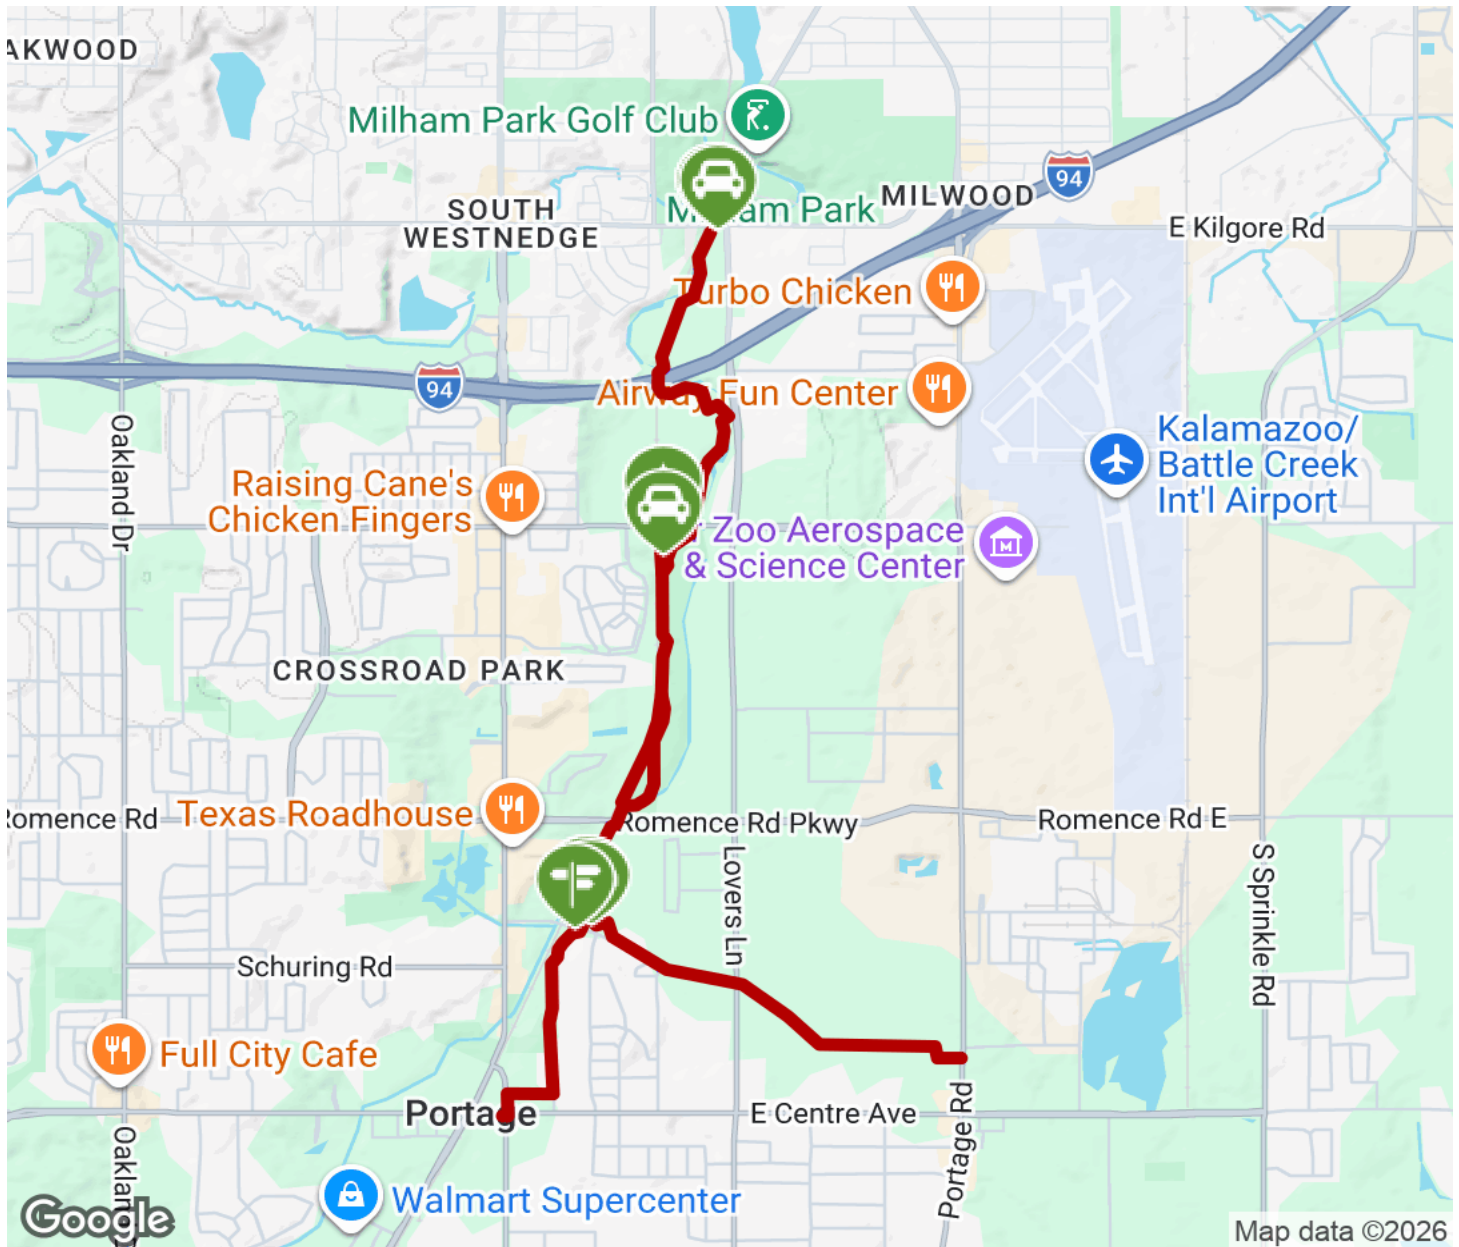 AKWOOD
Milham Park Golf Club
94
Milham Park
MILWOOD
SOUTH
WESTNEDGE
E Kilgore Rd
Turbo Chicken
94
Airway Fun Center
Oakland Dr
Kalamazoo/
Battle Creek
Int'l Airport
Raising Cane's
Chicken Fingers
r Zoo Aerospace
& Science Center
M
CROSSROAD PARK
Romence Rd
Texas Roadhouse
Romence Rd Pkwy
Romence Rd E
Lovers Ln
S Sprinkle Rd
Schuring Rd
Full City Cafe
Portage
E Centre Ave
Portage Rd
Oakland D
Walmart Supercenter
Google
Map data ©2026